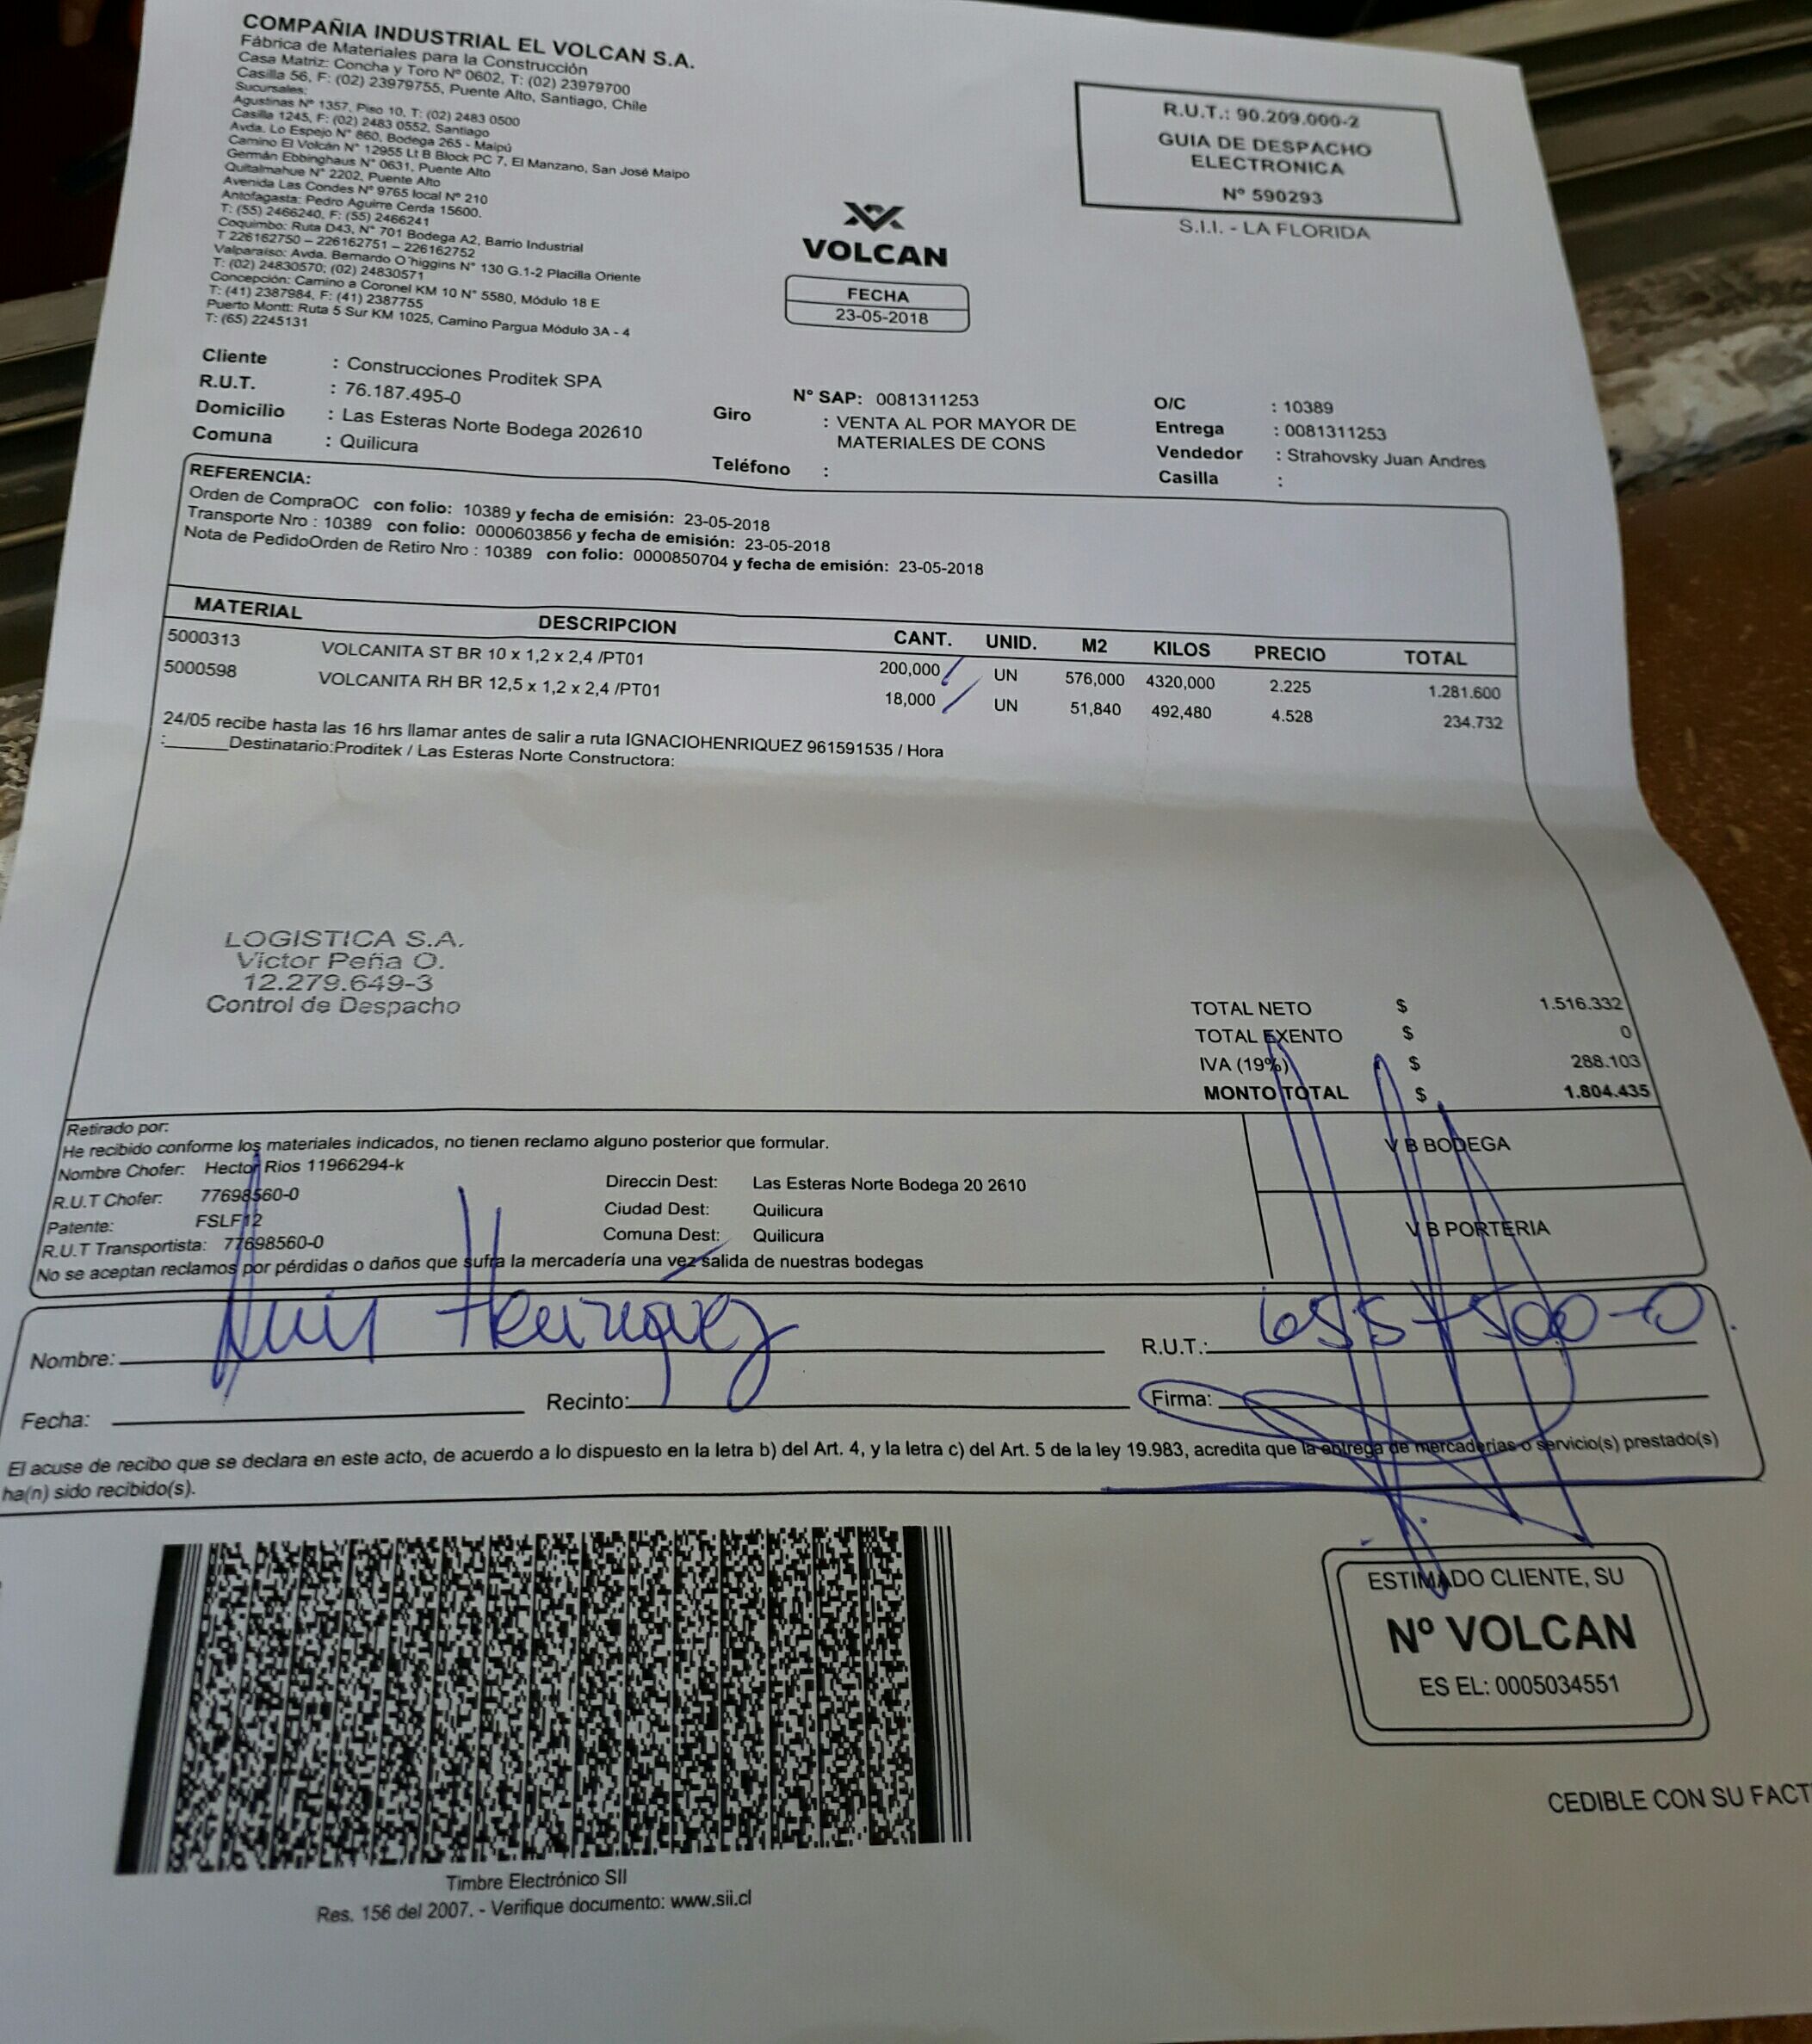 COMPAÑIA INDUSTRIAL EL VOLCAN S.A.
Fábrica de Materiales para la Construcción
Casa Matriz: Concha y Toro Nº 0602, T: (02) 23979700
Casilla 56, F: (02) 23979755, Puente Alto, Santiago, Chile
Sucursales:
Agustinas Nº 1357, Piso 10, T: (02) 2483 0500
Casilla 1245, F: (02) 2483 0552, Santiago
Avda. Lo Espejo N° 860, Bodega 265 - Maipú
Camino El Volcán N° 12955 Lt B Block PC 7, El Manzano, San José Maipo
Germán Ebbinghaus N° 0631, Puente Alto
Quitalmahue N° 2202, Puente Alto
Avenida Las Condes Nº 9765 local Nº 210
Antofagasta: Pedro Aguirre Cerda 15600.
T: (55) 2466240, F: (55) 2466241
Coquimbo: Ruta D43, N° 701 Bodega A2, Barrio Industrial
T 226162750 – 226162751 – 226162752
Valparaíso: Avda. Bernardo O´higgins N° 130 G.1-2 Placilla Oriente
T: (02) 24830570; (02) 24830571
Concepción: Camino a Coronel KM 10 N° 5580, Módulo 18 E
T: (41) 2387984, F: (41) 2387755
Puerto Montt: Ruta 5 Sur KM 1025, Camino Pargua Módulo 3A - 4
T: (65) 2245131
VOLCAN
FECHA
23-05-2018
R.U.T.: 90.209.000-2
GUIA DE DESPACHO
ELECTRONICA
Nº 590293
S.I.I. - LA FLORIDA
Cliente : Construcciones Proditek SPA
R.U.T. : 76.187.495-0
Domicilio : Las Esteras Norte Bodega 202610
Comuna : Quilicura
Nº SAP: 0081311253
Giro : VENTA AL POR MAYOR DE
MATERIALES DE CONS
Teléfono :
O/C : 10389
Entrega : 0081311253
Vendedor : Strahovsky Juan Andres
Casilla :
REFERENCIA:
Orden de CompraOC con folio: 10389 y fecha de emisión: 23-05-2018
Transporte Nro : 10389 con folio: 0000603856 y fecha de emisión: 23-05-2018
Nota de PedidoOrden de Retiro Nro : 10389 con folio: 0000850704 y fecha de emisión: 23-05-2018
MATERIAL DESCRIPCION CANT. UNID. M2 KILOS PRECIO TOTAL
5000313 VOLCANITA ST BR 10 x 1,2 x 2,4 /PT01 200,000 UN 576,000 4320,000 2.225 1.281.600
5000598 VOLCANITA RH BR 12,5 x 1,2 x 2,4 /PT01 18,000 UN 51,840 492,480 4.528 234.732
24/05 recibe hasta las 16 hrs llamar antes de salir a ruta IGNACIOHENRIQUEZ 961591535 / Hora
:______Destinatario:Proditek / Las Esteras Norte Constructora:
LOGISTICA S.A.
Victor Peña O.
12.279.649-3
Control de Despacho
TOTAL NETO $ 1.516.332
TOTAL EXENTO $ 0
IVA (19%) $ 288.103
MONTO TOTAL $ 1.804.435
Retirado por:
He recibido conforme los materiales indicados, no tienen reclamo alguno posterior que formular.
Nombre Chofer: Hector Rios 11966294-k
R.U.T Chofer: 77698560-0
Patente: FSLF12
R.U.T Transportista: 77698560-0
Direccin Dest: Las Esteras Norte Bodega 20 2610
Ciudad Dest: Quilicura
Comuna Dest: Quilicura
No se aceptan reclamos por pérdidas o daños que sufra la mercadería una vez salida de nuestras bodegas
V B BODEGA
V B PORTERIA
Nombre: Luis Henriquez
R.U.T.:
Fecha:
Recinto:
Firma:
El acuse de recibo que se declara en este acto, de acuerdo a lo dispuesto en la letra b) del Art. 4, y la letra c) del Art. 5 de la ley 19.983, acredita que la entrega de mercaderias o servicio(s) prestado(s)
ha(n) sido recibido(s).
Timbre Electrónico SII
Res. 156 del 2007. - Verifique documento: www.sii.cl
ESTIMADO CLIENTE, SU
Nº VOLCAN
ES EL: 0005034551
CEDIBLE CON SU FACT